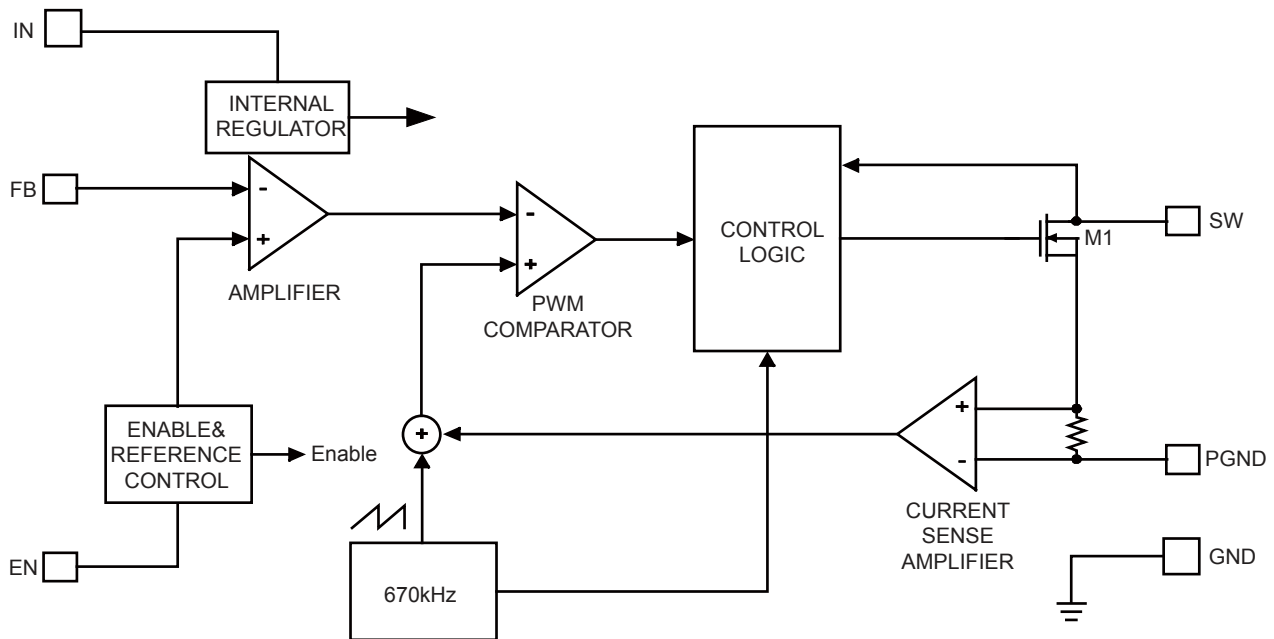 IN
INTERNAL
REGULATOR
FB
-
+
AMPLIFIER
-
+
PWM
COMPARATOR
CONTROL
LOGIC
M1
SW
ENABLE&
REFERENCE
CONTROL
Enable
EN
+
670kHz
+
-
CURRENT
SENSE
AMPLIFIER
PGND
GND